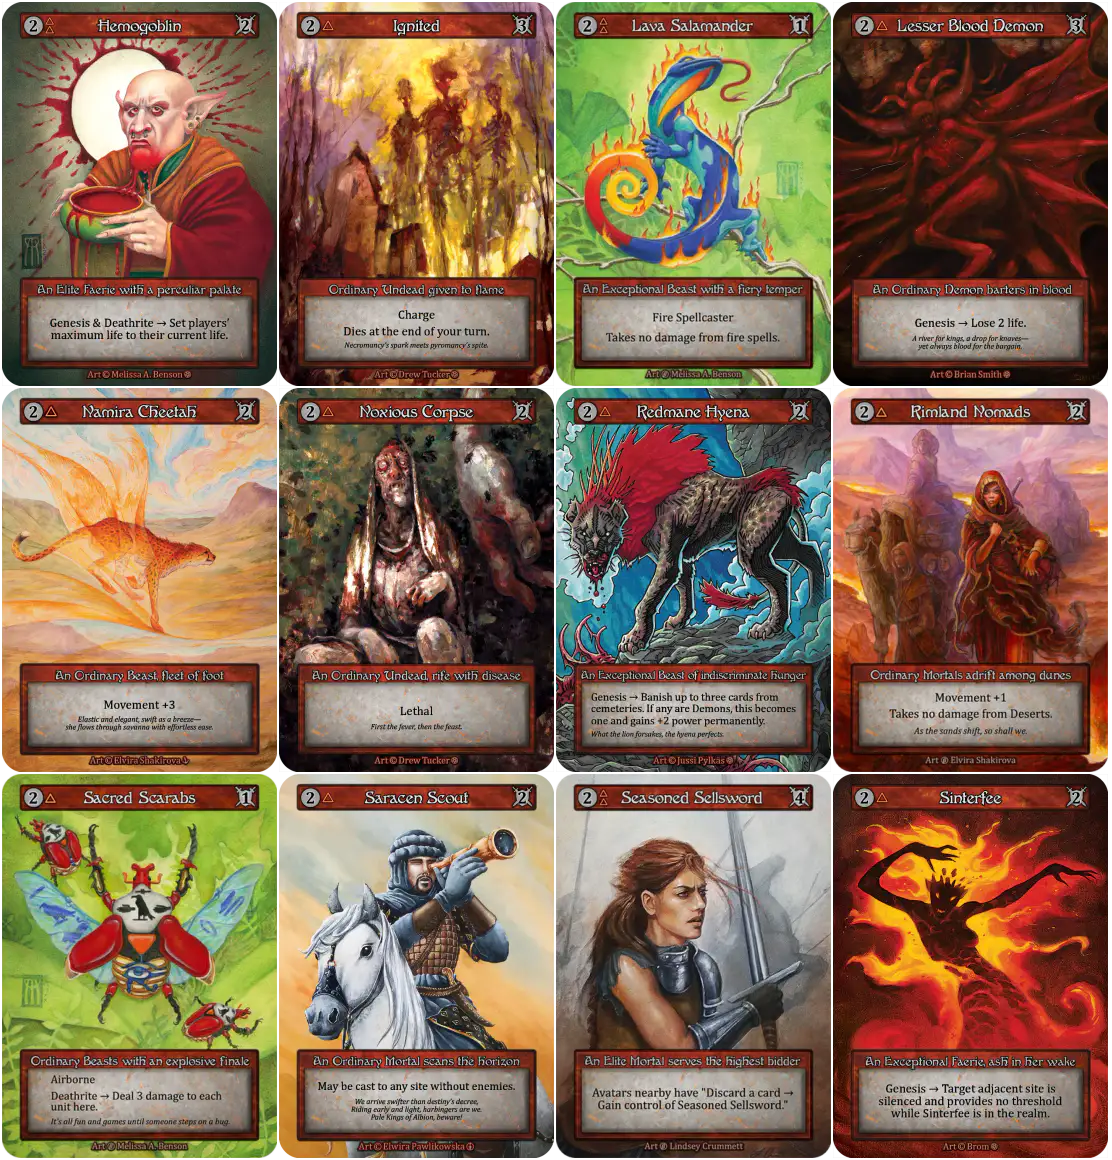 2 Hemogoblin 2
An Elite Faerie with a perculiar palate
Genesis & Deathrite → Set players'
maximum life to their current life.
Art © Melissa A. Benson
2 Ignited 3
Ordinary Undead given to flame
Charge
Dies at the end of your turn.
Necromancy's spark meets pyromancy's spite.
Art © Drew Tucker
2 Lava Salamander 1
An Exceptional Beast with a fiery temper
Fire Spellcaster
Takes no damage from fire spells.
Art @ Melissa A. Benson
2 Lesser Blood Demon 3
An Ordinary Demon barters in blood
Genesis → Lose 2 life.
A river for kings, a drop for knaves—
yet always blood for the bargain.
Art © Brian Smith
2 Namira Cheetah 2
An Ordinary Beast, fleet of foot
Movement +3
Elastic and elegant, swift as a breeze—
she flows through savanna with effortless ease.
Art © Elvira Shakirova
2 Noxious Corpse 2
An Ordinary Undead, rife with disease
Lethal
First the fever, then the feast.
Art © Drew Tucker
2 Redmane Hyena 2
An Exceptional Beast of indiscriminate hunger
Genesis → Banish up to three cards from
cemeteries. If any are Demons, this becomes
one and gains +2 power permanently.
What the lion forsakes, the hyena perfects.
Art © Jussi Pylkäs
2 Rimland Nomads 2
Ordinary Mortals adrift among dunes
Movement +1
Takes no damage from Deserts.
As the sands shift, so shall we.
Art @ Elvira Shakirova
2 Sacred Scarabs 1
Ordinary Beasts with an explosive finale
Airborne
Deathrite → Deal 3 damage to each
unit here.
It's all fun and games until someone steps on a bug.
Art @ Melissa A. Benson
2 Saracen Scout 2
An Ordinary Mortal scans the horizon
May be cast to any site without enemies.
We arrive swifter than destiny's decree,
Riding early and light, harbingers are we.
Pale Kings of Albion, beware!
Art © Elwira Pawlikowska
2 Seasoned Sellsword 4
An Elite Mortal serves the highest bidder
Avatars nearby have "Discard a card →
Gain control of Seasoned Sellsword."
Art @ Lindsey Crummett
2 Sinterfee 2
An Exceptional Faerie, ash in her wake
Genesis → Target adjacent site is
silenced and provides no threshold
while Sinterfee is in the realm.
Art © Brom